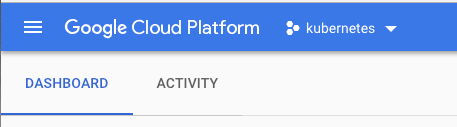 Google Cloud Platform kubernetes
DASHBOARD ACTIVITY